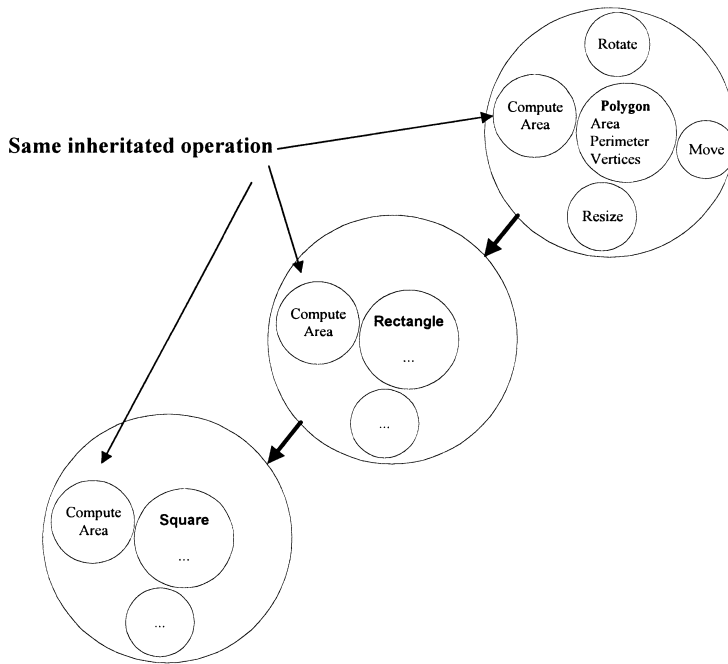 Rotate
Compute
Area
Polygon
Area
Perimeter
Vertices
Move
Resize
Same inheritated operation
Compute
Area
Rectangle
...
...
Compute
Area
Square
...
...